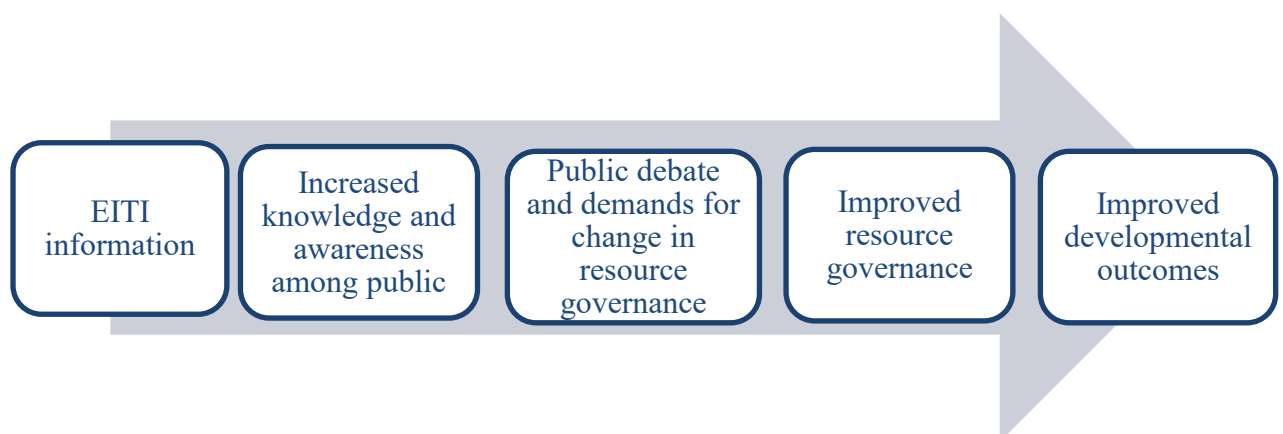 EITI
information
Increased
knowledge and
awareness
among public
Public debate
and demands for
change in
resource
governance
Improved
resource
governance
Improved
developmental
outcomes